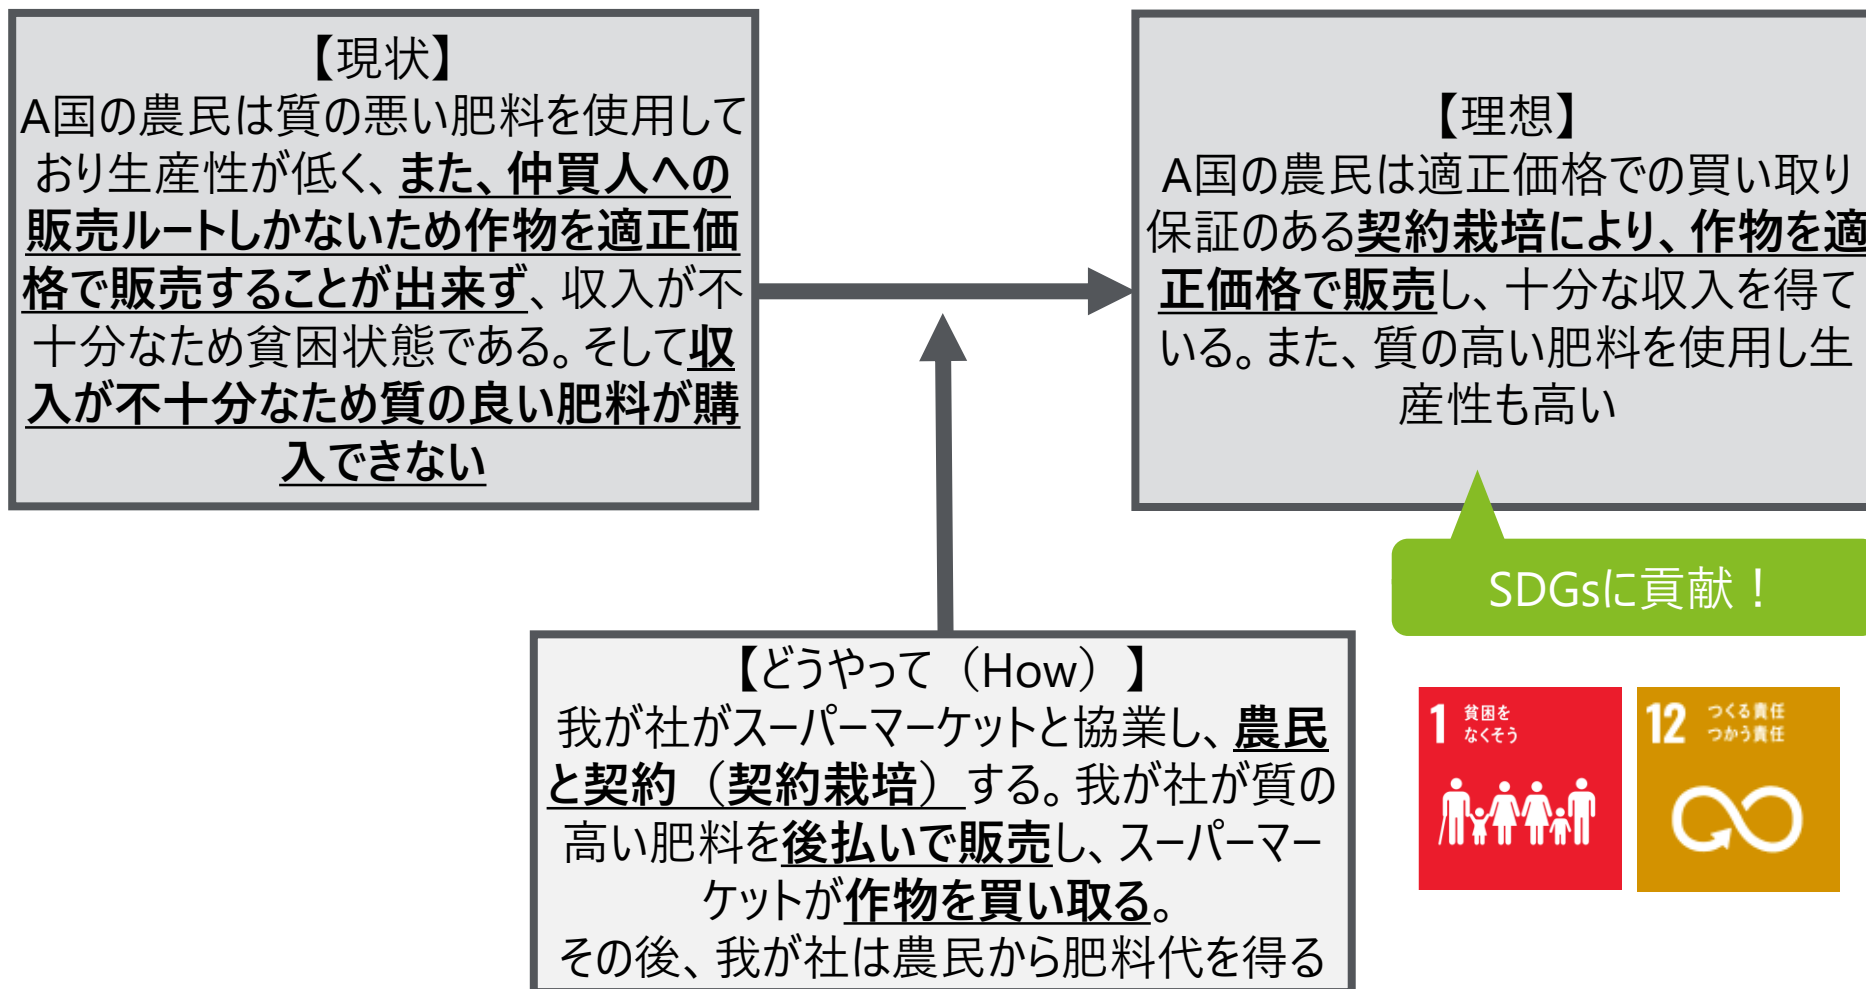 【現状】
A国の農民は質の悪い肥料を使用して
おり生産性が低く、また、仲買人への
販売ルートしかないため作物を適正価
格で販売することが出来ず、収入が不
十分なため貧困状態である。そして収
入が不十分なため質の良い肥料が購
入できない
【理想】
A国の農民は適正価格での買い取り
保証のある契約栽培により、作物を適
正価格で販売し、十分な収入を得て
いる。また、質の高い肥料を使用し生
産性も高い
SDGsに貢献！
【どうやって（How）】
我が社がスーパーマーケットと協業し、農民
と契約（契約栽培）する。我が社が質の
高い肥料を後払いで販売し、スーパーマー
ケットが作物を買い取る。
その後、我が社は農民から肥料代を得る
1 貧困を
なくそう
12 つくる責任
つかう責任